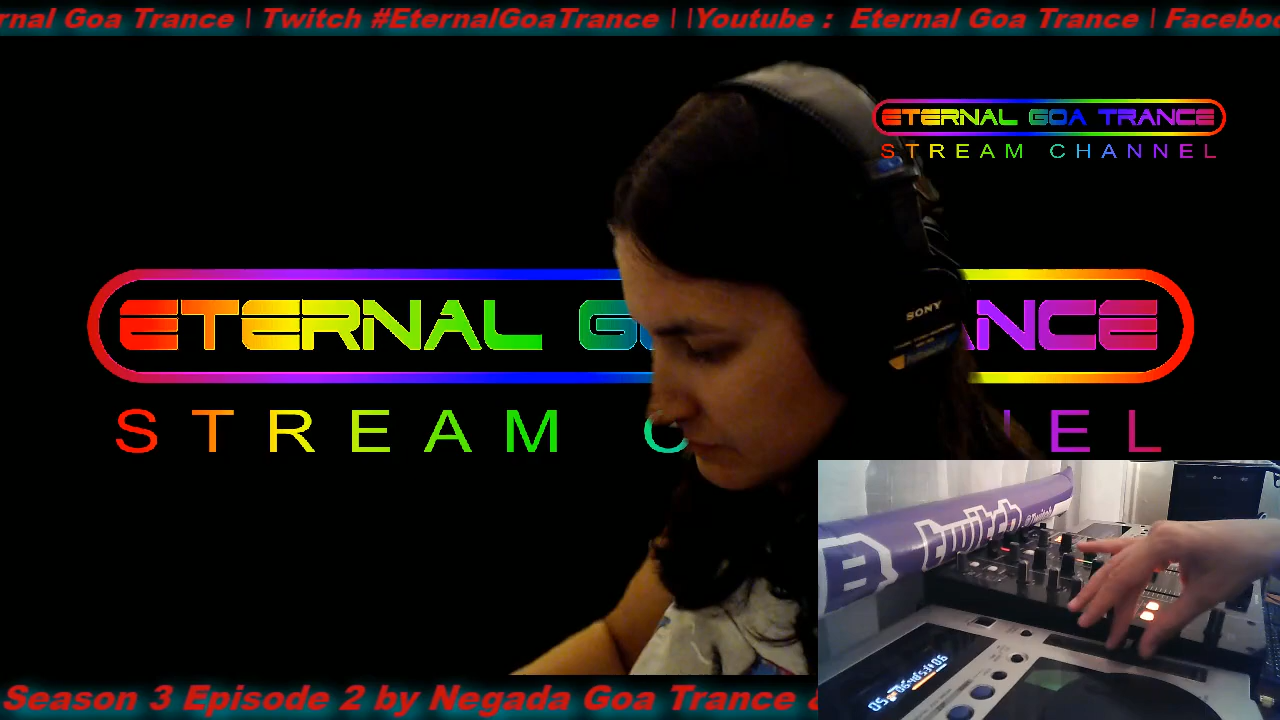 rnal Goa Trance | Twitch #EternalGoaTrance | |Youtube : Eternal Goa Trance | Faceboo
ETERNAL GOA TRANCE
STREAM CHANNEL
ETERNAL G ANCE
STREAM C NEL
SONY
twitch
Season 3 Episode 2 by Negada Goa Trance &